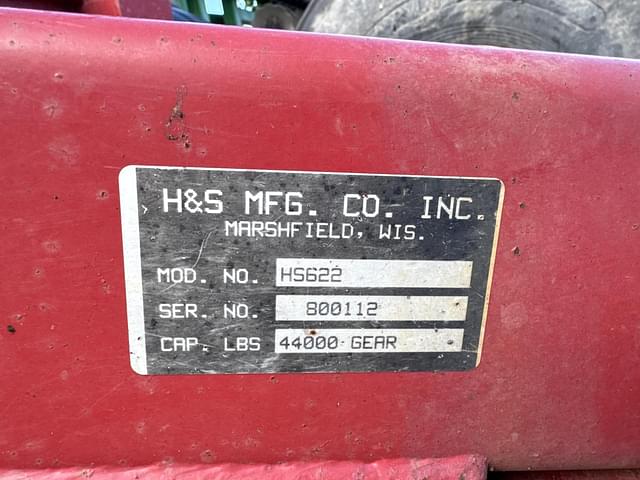 H&S MFG. CO. INC.
MARSHFIELD, WIS.
MOD. NO. HS622
SER. NO. 800112
CAP. LBS 44000 GEAR